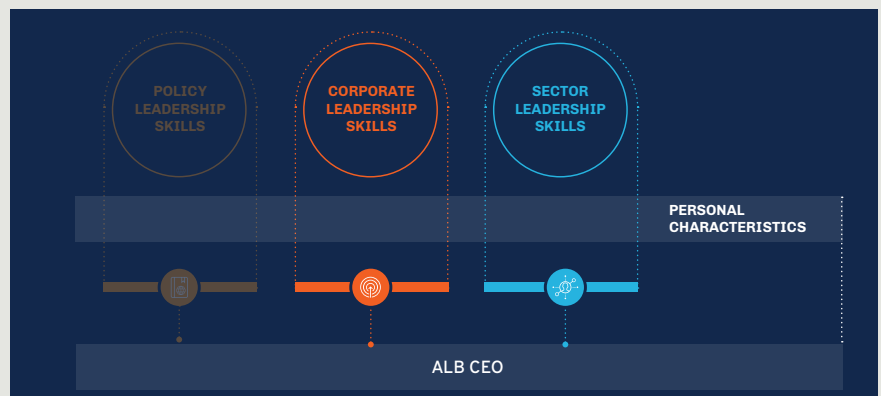 POLICY
LEADERSHIP
SKILLS
CORPORATE
LEADERSHIP
SKILLS
SECTOR
LEADERSHIP
SKILLS
PERSONAL
CHARACTERISTICS
ALB CEO